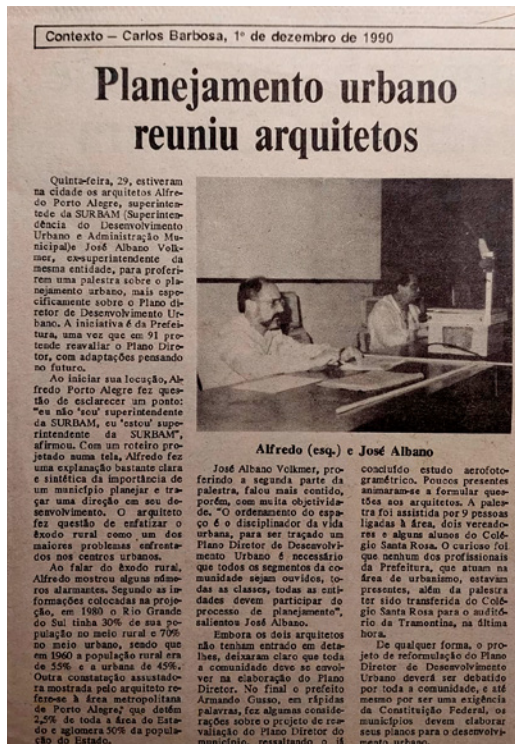 Contexto — Carlos Barbosa, 1º de dezembro de 1990
Planejamento urbano
reuniu arquitetos
Quinta-feira, 29, estiveram
na cidade os arquitetos Alfre-
do Porto Alegre, superinten-
tede da SURBAM (Superinten-
dência do Desenvolvimento
Urbano e Administração Mu-
nicipal)e José Albano Volk-
mer, ex-superintendente da
mesma entidade, para proferi-
rem uma palestra sobre o pla-
nejamento urbano, mais espe-
cificamente sobre o Plano di-
retor de Desenvolvimento Ur-
bano. A iniciativa é da Prefei-
tura, uma vez que em 91 pre-
tende reavaliar o Plano Dire-
tor, com adaptações pensando
no futuro.
Ao iniciar sua locução, Al-
fredo Porto Alegre fez ques-
tão de esclarecer um ponto:
"eu não 'sou' superintendente
da SURBAM, eu 'estou' supe-
rintendente da SURBAM",
afirmou. Com um roteiro pro-
jetado numa tela, Alfredo fez
uma explanação bastante clara
e sintética da importância de
um município planejar e tra-
çar uma direção em seu de-
senvolvimento. O arquiteto
fez questão de enfatizar o
êxodo rural como um dos
maiores problemas enfrenta-
dos nos centros urbanos.
Ao falar do êxodo rural,
Alfredo mostrou alguns núme-
ros alarmantes. Segundo as in-
formações colocadas na proje-
ção, em 1980 o Rio Grande
do Sul tinha 30% de sua po-
pulação no meio rural e 70%
no meio urbano, sendo que
em 1960 a população rural era
de 55% e a urbana de 45%.
Outra constatação assustado-
ra mostrada pelo arquiteto re-
fere-se à área metropolitana
de Porto Alegre, que detém
2,5% de toda a área do Esta-
do e aglomera 50% da popula-
ção do Estado.
Alfredo (esq.) e José Albano
José Albano Volkmer, pro-
ferindo a segunda parte da
palestra, falou mais contido,
porém, com muita objetivida-
de. "O ordenamento do espa-
ço é o disciplinador da vida
urbana, para ser traçado um
Plano Diretor de Desenvolvi-
mento Urbano é necessário
que todos os segmentos da co-
munidade sejam ouvidos, to-
das as classes, todas as enti-
dades devem participar do
processo de planejamento",
salientou José Albano.
Embora os dois arquitetos
não tenham entrado em deta-
lhes, deixaram claro que toda
a comunidade deve se envol-
ver na elaboração do Plano
Diretor. No final o prefeito
Armando Gusso, em rápidas
palavras, fez algumas conside-
rações sobre o projeto de rea-
valiação do Plano Diretor do
município, ressaltando o já
concluído estudo aerofoto-
gramétrico. Poucos presentes
animaram-se a formular ques-
tões aos arquitetos. A pales-
tra foi assistida por 9 pessoas
ligadas à área, dois vereado-
res e alguns alunos do Colé-
gio Santa Rosa. O curioso foi
que nenhum dos profissionais
da Prefeitura, que atuam na
área de urbanismo, estavam
presentes, além da palestra
ter sido transferida do Colé-
gio Santa Rosa para o auditó-
rio da Tramontina, na última
hora.
De qualquer forma, o pro-
jeto de reformulação do Plano
Diretor de Desenvolvimento
Urbano deverá ser debatido
por toda a comunidade, e até
mesmo por ser uma exigência
da Constituição Federal, os
municípios devem elaborar
seus planos para o desenvol-
vimento urbano.